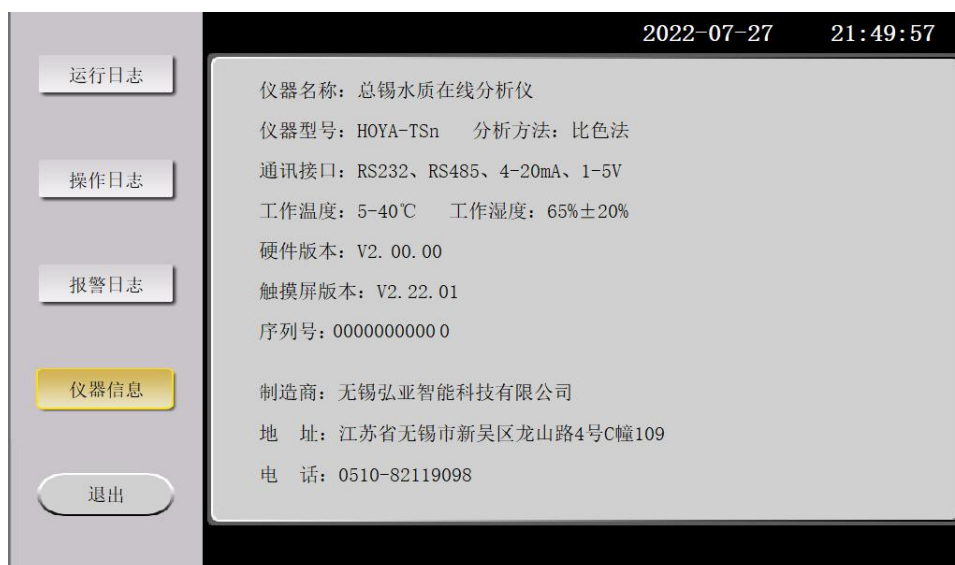 2022-07-27 21:49:57
运行日志
操作日志
报警日志
仪器信息
退出
仪器名称：总锡水质在线分析仪
仪器型号：HOYA-TSn 分析方法：比色法
通讯接口：RS232、RS485、4-20mA、1-5V
工作温度：5-40℃ 工作湿度：65%±20%
硬件版本：V2.00.00
触摸屏版本：V2.22.01
序列号：00000000000
制造商：无锡弘亚智能科技有限公司
地 址：江苏省无锡市新吴区龙山路4号C幢109
电 话：0510-82119098